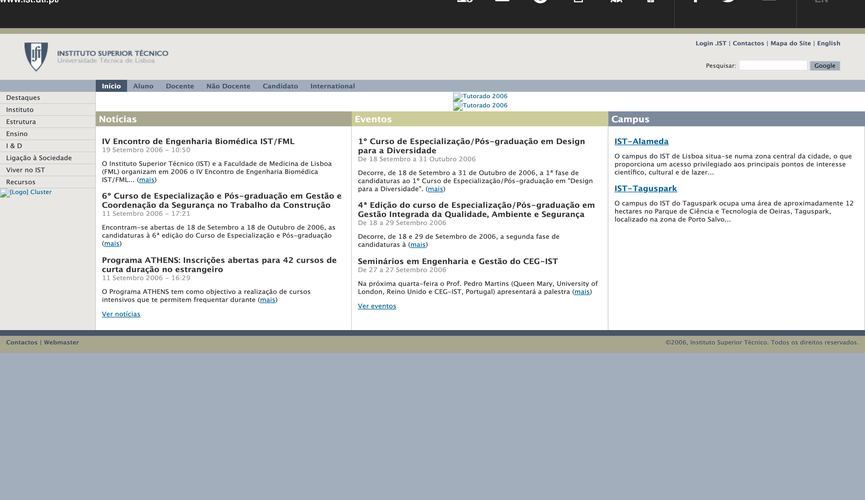 www.ist.utl.pt/
EN
Login .IST | Contactos | Mapa do Site | English
INSTITUTO SUPERIOR TÉCNICO
Universidade Técnica de Lisboa
Pesquisar: Google
Início Aluno Docente Não Docente Candidato International
Destaques
Instituto
Estrutura
Ensino
I & D
Ligação à Sociedade
Viver no IST
Recursos
[Logo] Cluster
Tutorado 2006
Tutorado 2006
Notícias
IV Encontro de Engenharia Biomédica IST/FML
19 Setembro 2006 - 10:50
O Instituto Superior Técnico (IST) e a Faculdade de Medicina de Lisboa
(FML) organizam em 2006 o IV Encontro de Engenharia Biomédica
IST/FML... (mais)
6º Curso de Especialização e Pós-graduação em Gestão e
Coordenação da Segurança no Trabalho da Construção
11 Setembro 2006 - 17:21
Encontram-se abertas de 18 de Setembro a 18 de Outubro de 2006, as
candidaturas à 6ª edição do Curso de Especialização e Pós-graduação
(mais)
Programa ATHENS: Inscrições abertas para 42 cursos de
curta duração no estrangeiro
11 Setembro 2006 - 16:29
O Programa ATHENS tem como objectivo a realização de cursos
intensivos que te permitem frequentar durante (mais)
Ver notícias
Eventos
1º Curso de Especialização/Pós-graduação em Design
para a Diversidade
De 18 Setembro a 31 Outubro 2006
Decorre, de 18 de Setembro a 31 de Outubro de 2006, a 1ª fase de
candidaturas ao 1º Curso de Especialização/Pós-graduação em "Design
para a Diversidade". (mais)
4ª Edição do curso de Especialização/Pós-graduação em
Gestão Integrada da Qualidade, Ambiente e Segurança
De 18 a 29 Setembro 2006
Decorre, de 18 e 29 de Setembro de 2006, a segunda fase de
candidaturas à (mais)
Seminários em Engenharia e Gestão do CEG-IST
De 27 a 27 Setembro 2006
Na próxima quarta-feira o Prof. Pedro Martins (Queen Mary, University of
London, Reino Unido e CEG-IST, Portugal) apresentará a palestra (mais)
Ver eventos
Campus
IST-Alameda
O campus do IST de Lisboa situa-se numa zona central da cidade, o que
proporciona um acesso privilegiado aos principais pontos de interesse
científico, cultural e de lazer...
IST-Taguspark
O campus do IST do Taguspark ocupa uma área de aproximadamente 12
hectares no Parque de Ciência e Tecnologia de Oeiras, Taguspark,
localizado na zona de Porto Salvo...
Contactos | Webmaster
©2006, Instituto Superior Técnico. Todos os direitos reservados.